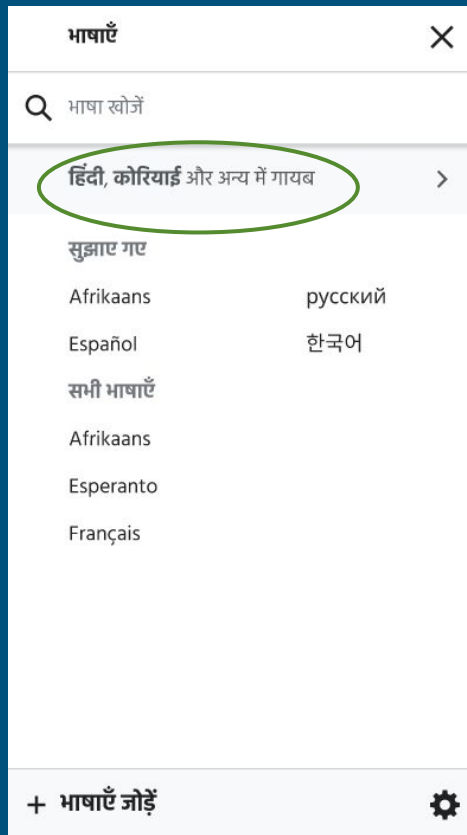 भाषाएँ
भाषा खोजें
हिंदी, कोरियाई और अन्य में गायब
सुझाए गए
Afrikaans русский
Español 한국어
सभी भाषाएँ
Afrikaans
Esperanto
Français
+ भाषाएँ जोड़ें